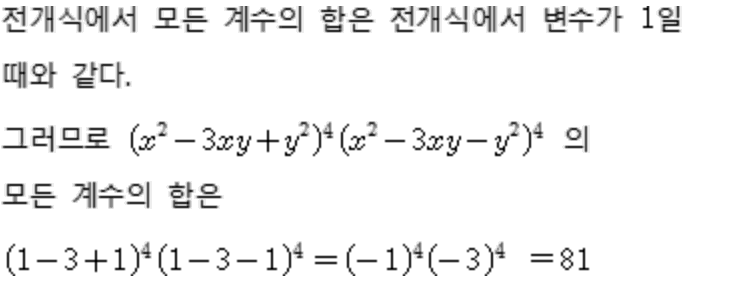 전개식에서 모든 계수의 합은 전개식에서 변수가 1일
때와 같다.
그러므로 (x²－3xy＋y²)⁴(x²－3xy－y²)⁴ 의
모든 계수의 합은
(1－3＋1)⁴(1－3－1)⁴＝(－1)⁴(－3)⁴ ＝81